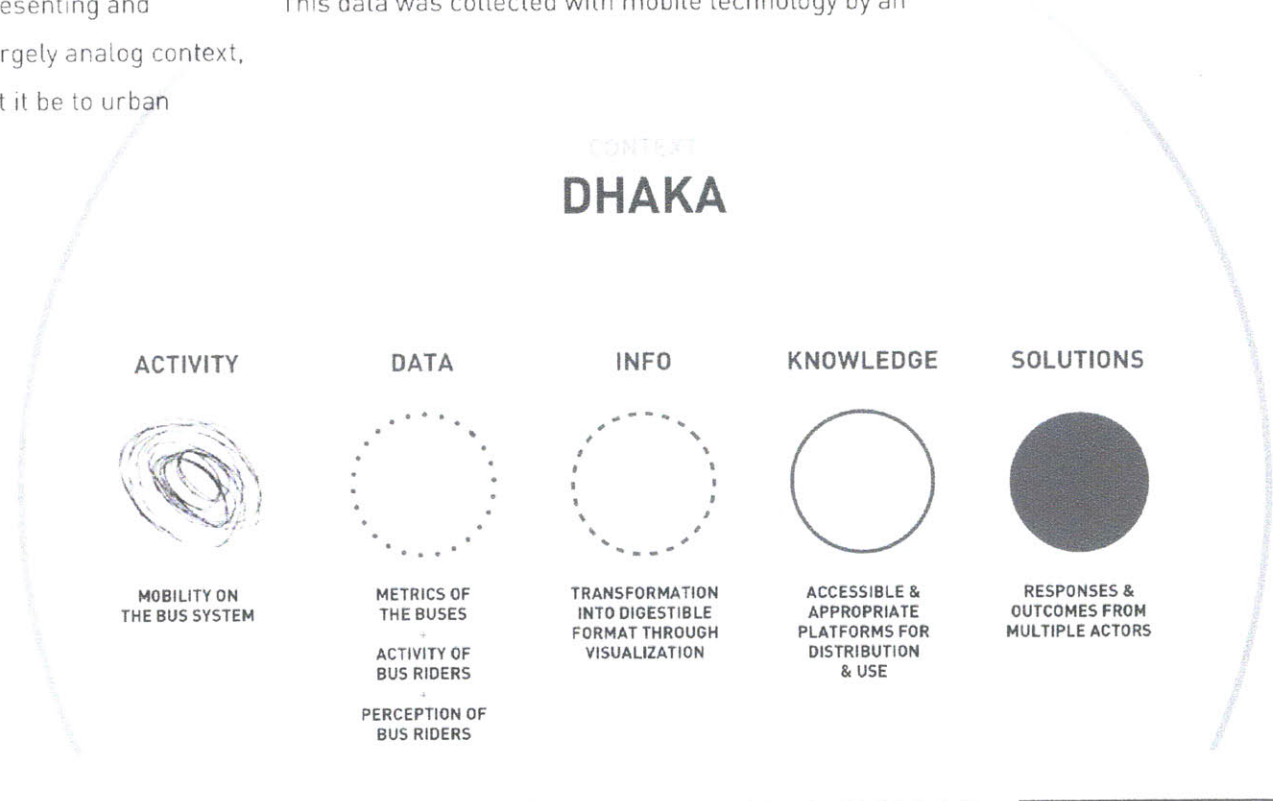 esenting and
rgely analog context,
t it be to urban
This data was collected with mobile technology by an
CONTEXT
DHAKA
ACTIVITY
MOBILITY ON
THE BUS SYSTEM
DATA
METRICS OF
THE BUSES
+
ACTIVITY OF
BUS RIDERS
+
PERCEPTION OF
BUS RIDERS
INFO
TRANSFORMATION
INTO DIGESTIBLE
FORMAT THROUGH
VISUALIZATION
KNOWLEDGE
ACCESSIBLE &
APPROPRIATE
PLATFORMS FOR
DISTRIBUTION
& USE
SOLUTIONS
RESPONSES &
OUTCOMES FROM
MULTIPLE ACTORS